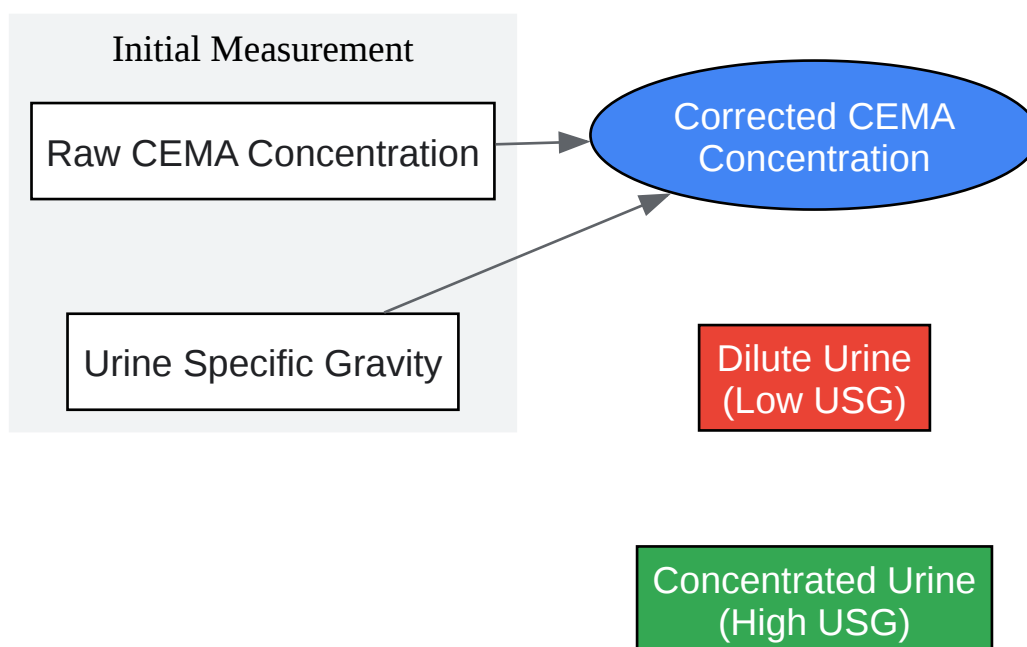 Initial Measurement
Raw CEMA Concentration
Corrected CEMA
Concentration
Urine Specific Gravity
Dilute Urine
(Low USG)
Concentrated Urine
(High USG)